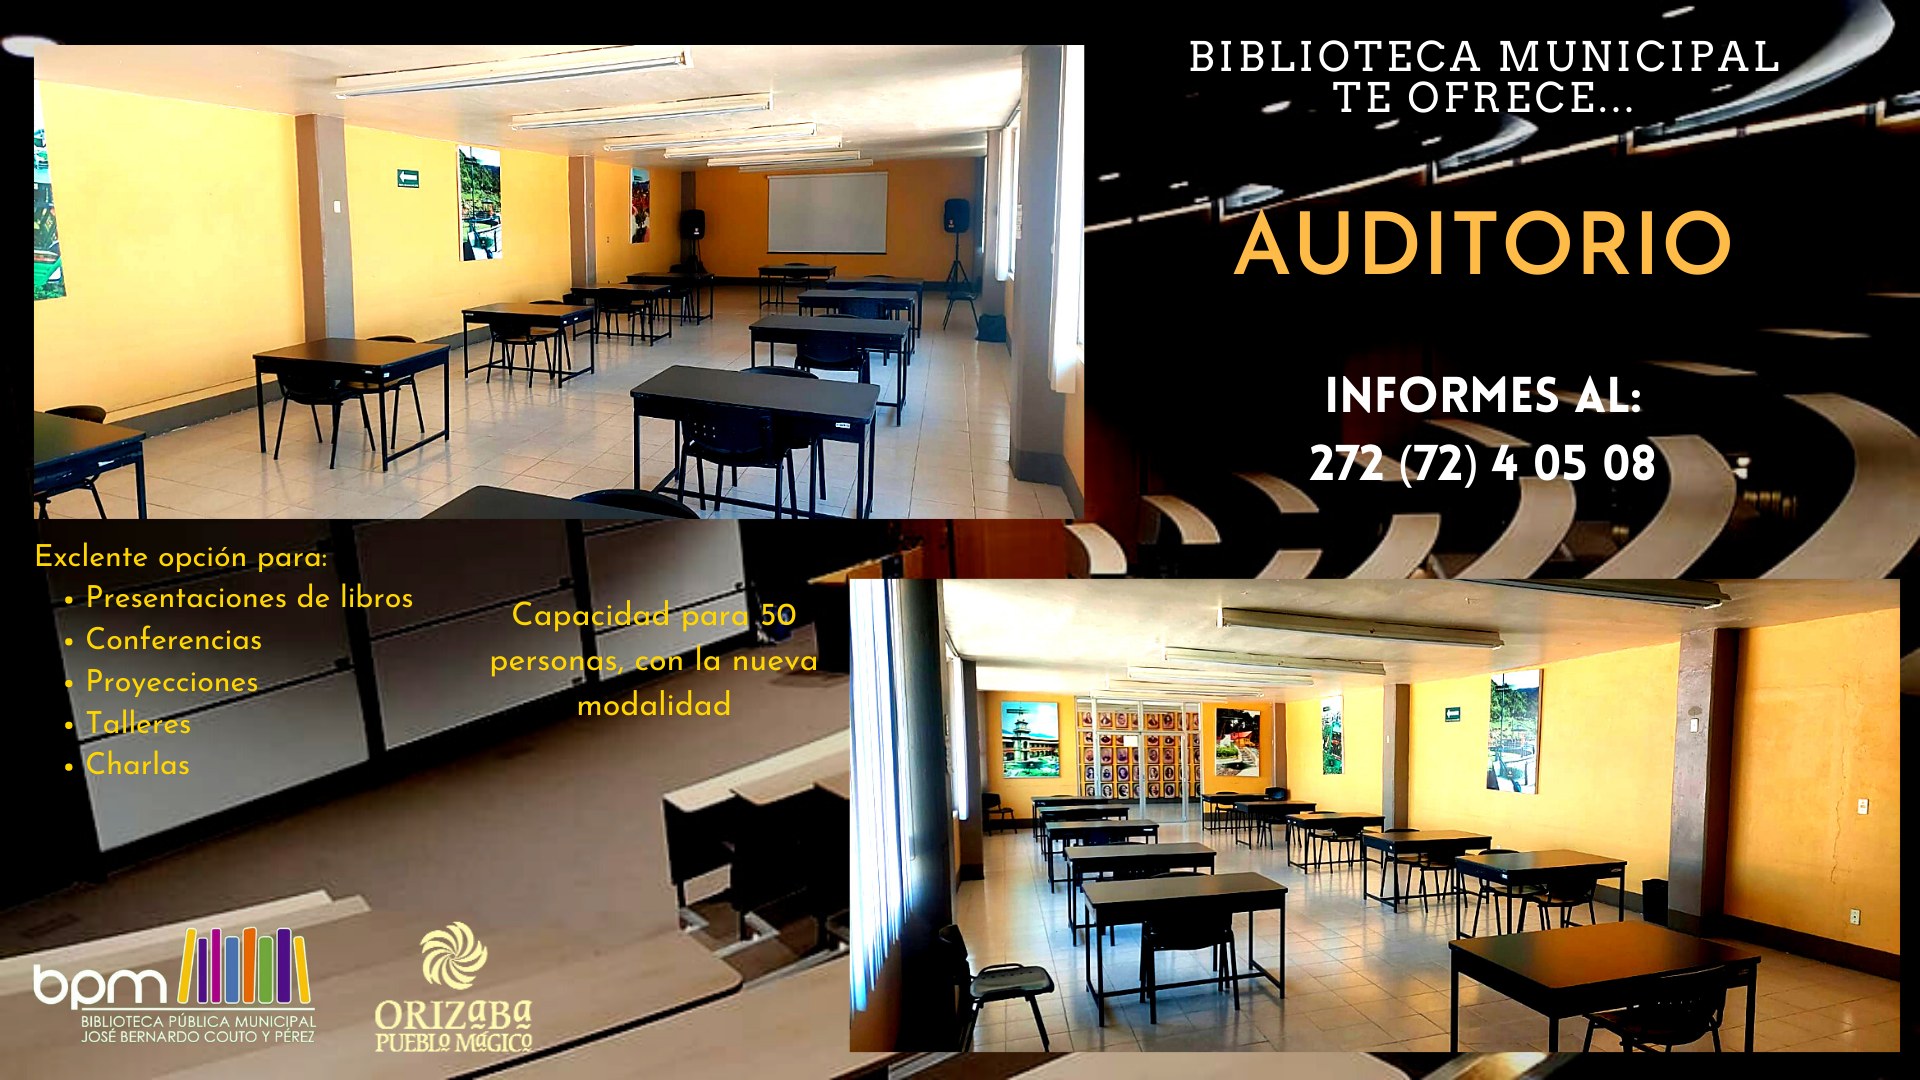 BIBLIOTECA MUNICIPAL
TE OFRECE...
AUDITORIO
INFORMES AL:
272 (72) 4 05 08
Exclente opción para:
• Presentaciones de libros
• Conferencias
• Proyecciones
• Talleres
• Charlas
Capacidad para 50
personas, con la nueva
modalidad
bpm
BIBLIOTECA PÚBLICA MUNICIPAL
JOSÉ BERNARDO COUTO Y PÉREZ
ORIZaBa
PUEBLO MáGICO